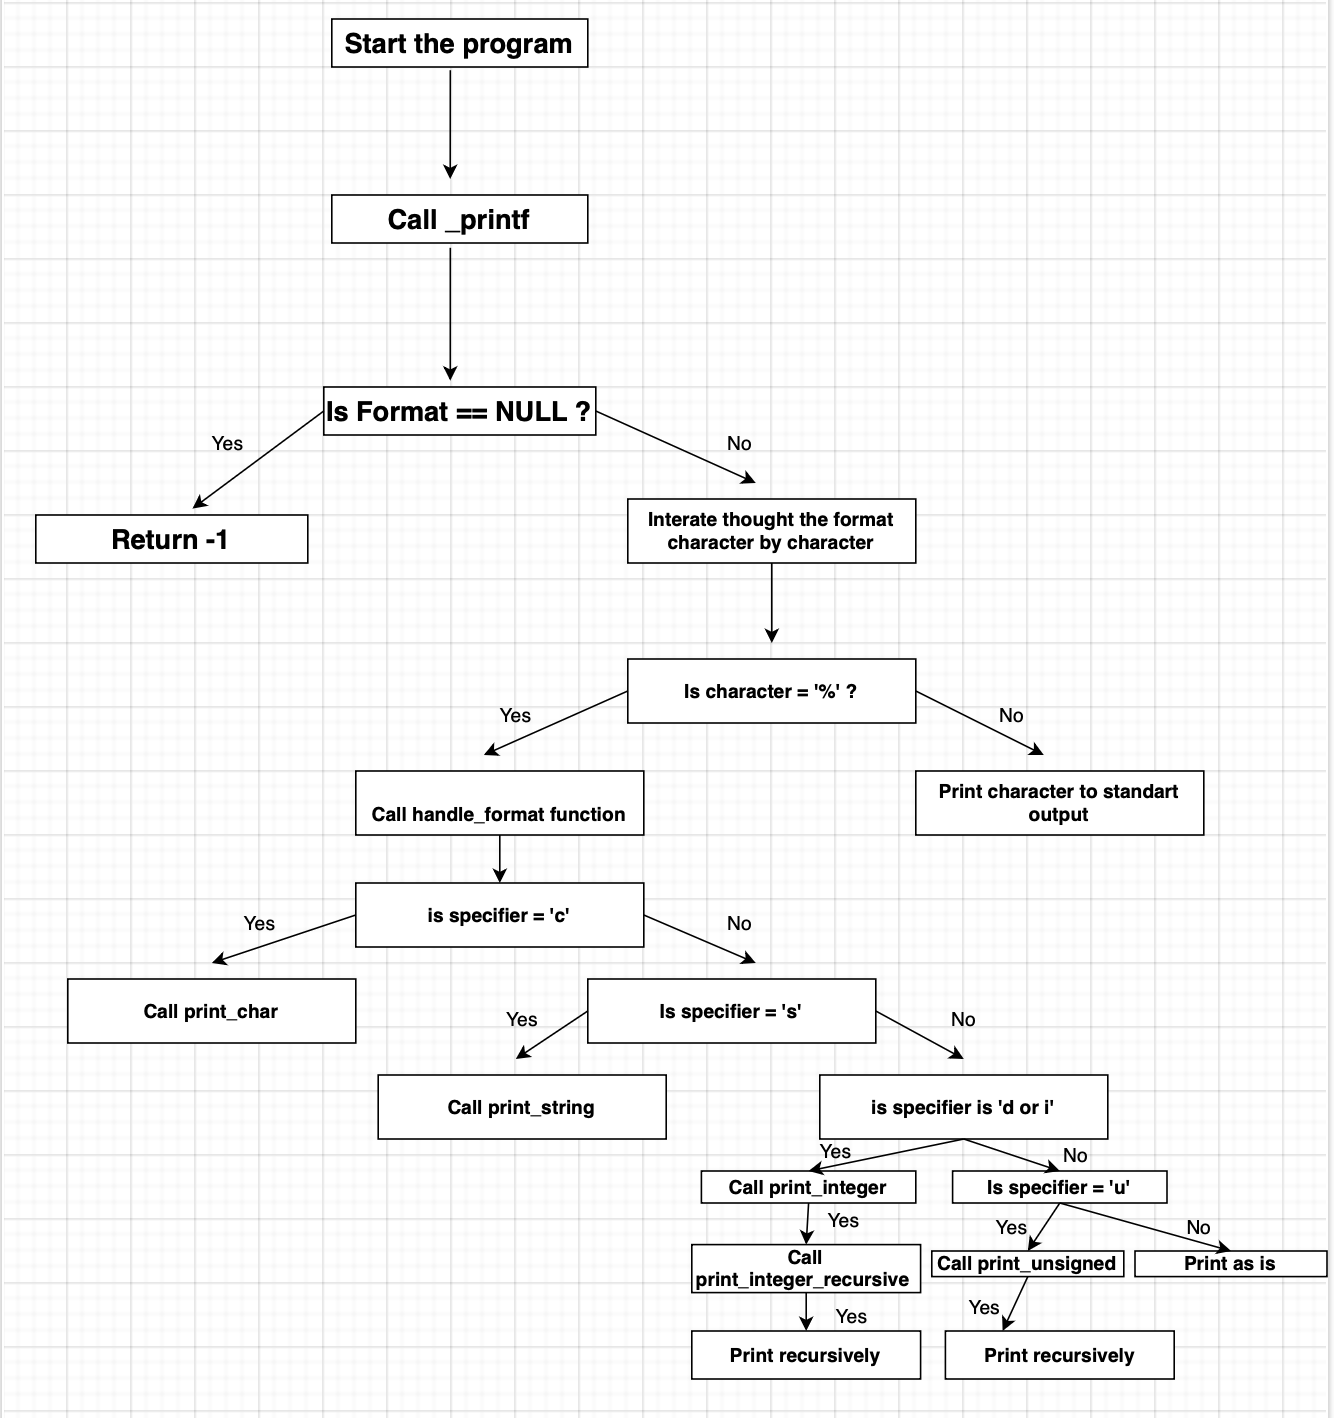 Start the program
Call _printf
Is Format == NULL ?
Yes
No
Return -1
Interate thought the format
character by character
Is character = '%' ?
Yes
No
Call handle_format function
Print character to standart
output
is specifier = 'c'
Yes
No
Call print_char
Is specifier = 's'
Yes
No
Call print_string
is specifier is 'd or i'
Yes
No
Call print_integer
Is specifier = 'u'
Yes
Yes
No
Call
print_integer_recursive
Call print_unsigned
Print as is
Yes
Yes
Print recursively
Print recursively